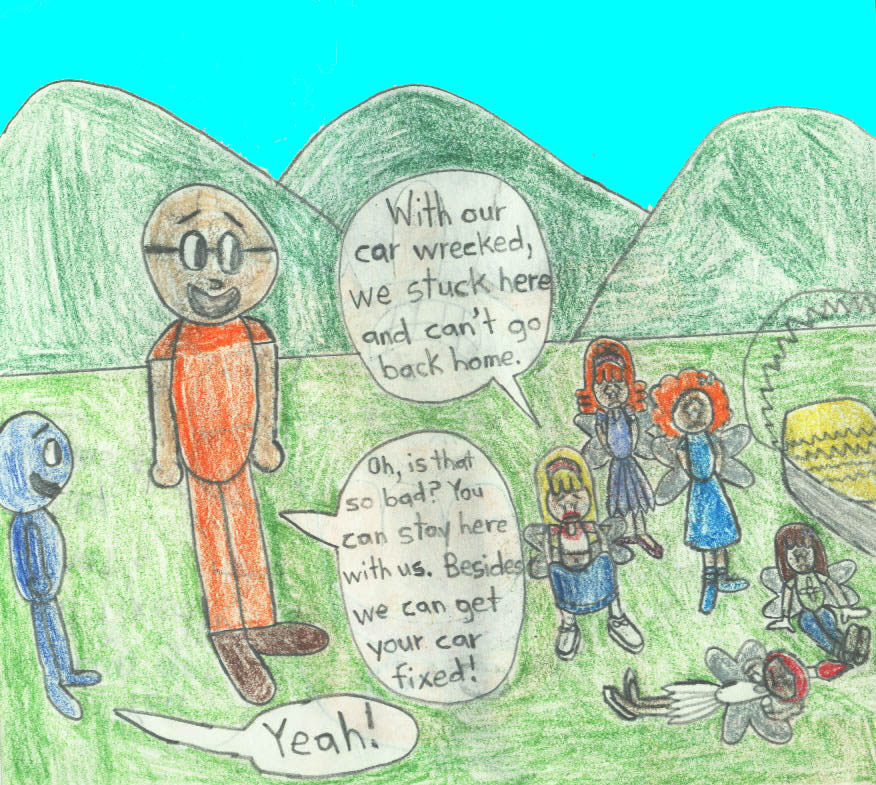 With our
car wrecked,
we stuck here
and can't go
back home.
Oh, is that
so bad? You
can stay here
with us. Besides
we can get
your car
fixed!
Yeah!